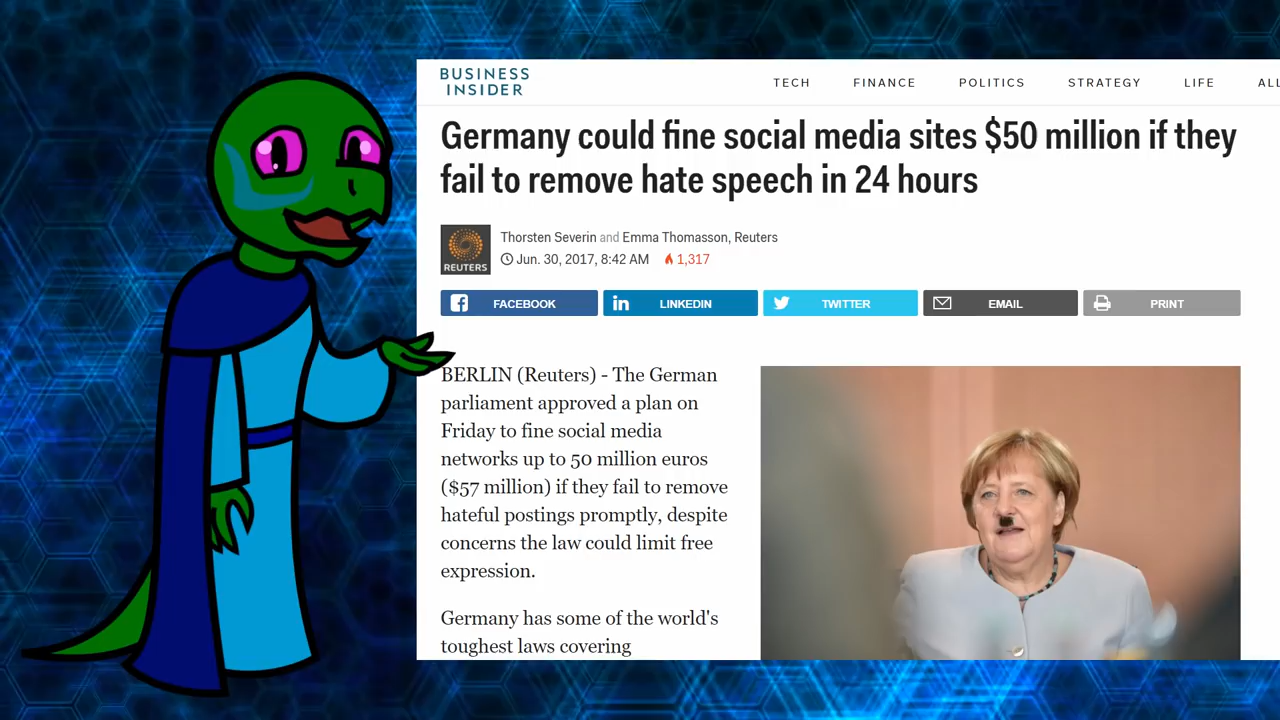 BUSINESS
INSIDER
TECH FINANCE POLITICS STRATEGY LIFE ALL
Germany could fine social media sites $50 million if they
fail to remove hate speech in 24 hours
REUTERS
Thorsten Severin and Emma Thomasson, Reuters
Jun. 30, 2017, 8:42 AM 1,317
FACEBOOK LINKEDIN TWITTER EMAIL PRINT
BERLIN (Reuters) - The German
parliament approved a plan on
Friday to fine social media
networks up to 50 million euros
($57 million) if they fail to remove
hateful postings promptly, despite
concerns the law could limit free
expression.
Germany has some of the world's
toughest laws covering